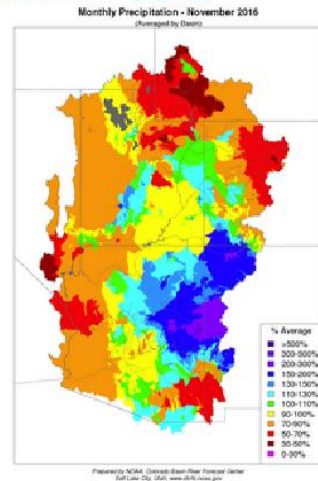 Monthly Precipitation - November 2016
(Averaged by Basin)
% Average
>500%
300-500%
200-300%
150-200%
130-150%
110-130%
100-110%
90-100%
70-90%
50-70%
30-50%
0-30%
Prepared by NOAA, Colorado Basin River Forecast Center
Salt Lake City, Utah, www.cbrfc.noaa.gov